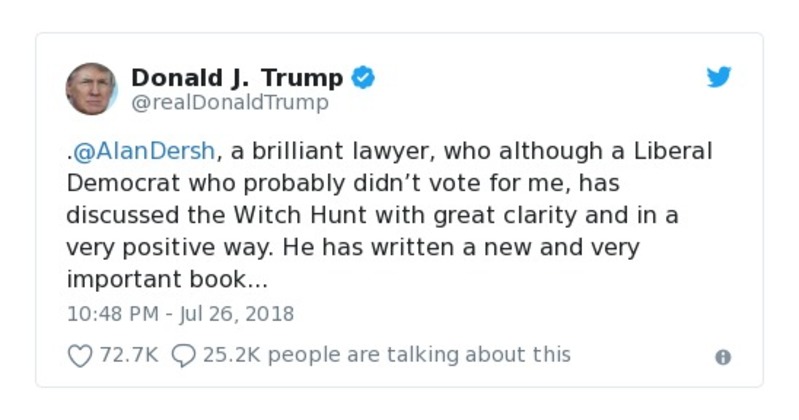 Donald J. Trump
@realDonaldTrump
.@AlanDersh, a brilliant lawyer, who although a Liberal
Democrat who probably didn’t vote for me, has
discussed the Witch Hunt with great clarity and in a
very positive way. He has written a new and very
important book...
10:48 PM - Jul 26, 2018
72.7K 25.2K people are talking about this